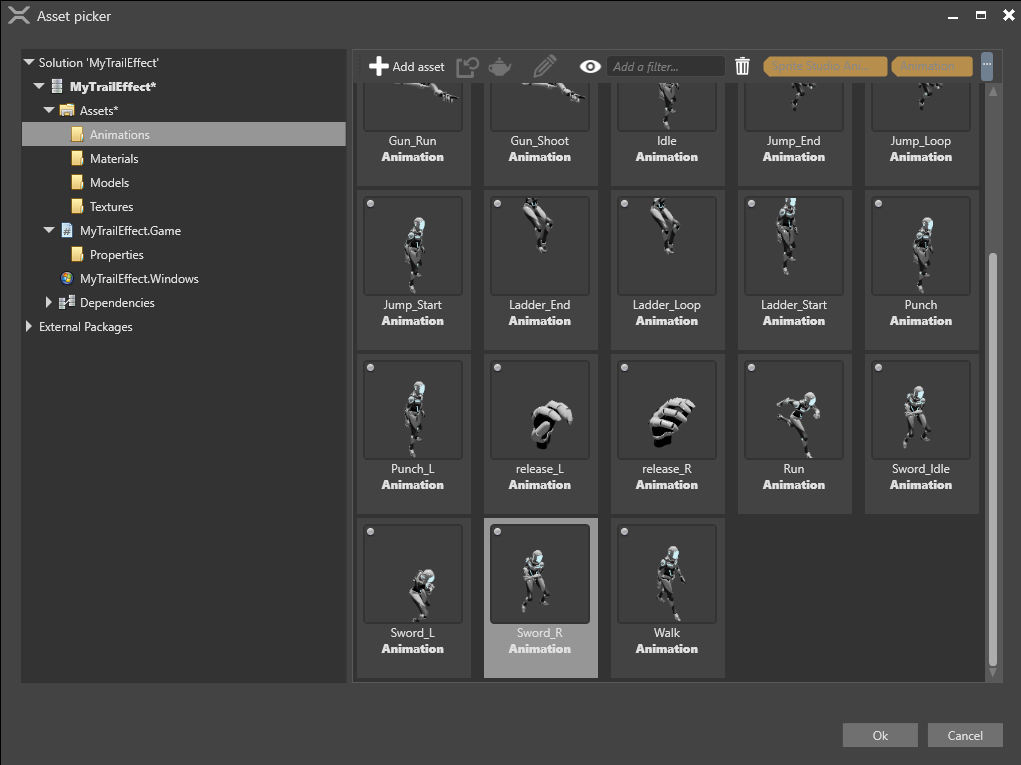 Asset picker
Solution 'MyTrailEffect'
MyTrailEffect*
Assets*
Animations
Materials
Models
Textures
MyTrailEffect.Game
Properties
MyTrailEffect.Windows
Dependencies
External Packages
Add asset
Add a filter...
Sprite Studio Ani...
Animation
...
Gun_Run
Animation
Gun_Shoot
Animation
Idle
Animation
Jump_End
Animation
Jump_Loop
Animation
Jump_Start
Animation
Ladder_End
Animation
Ladder_Loop
Animation
Ladder_Start
Animation
Punch
Animation
Punch_L
Animation
release_L
Animation
release_R
Animation
Run
Animation
Sword_Idle
Animation
Sword_L
Animation
Sword_R
Animation
Walk
Animation
Ok
Cancel